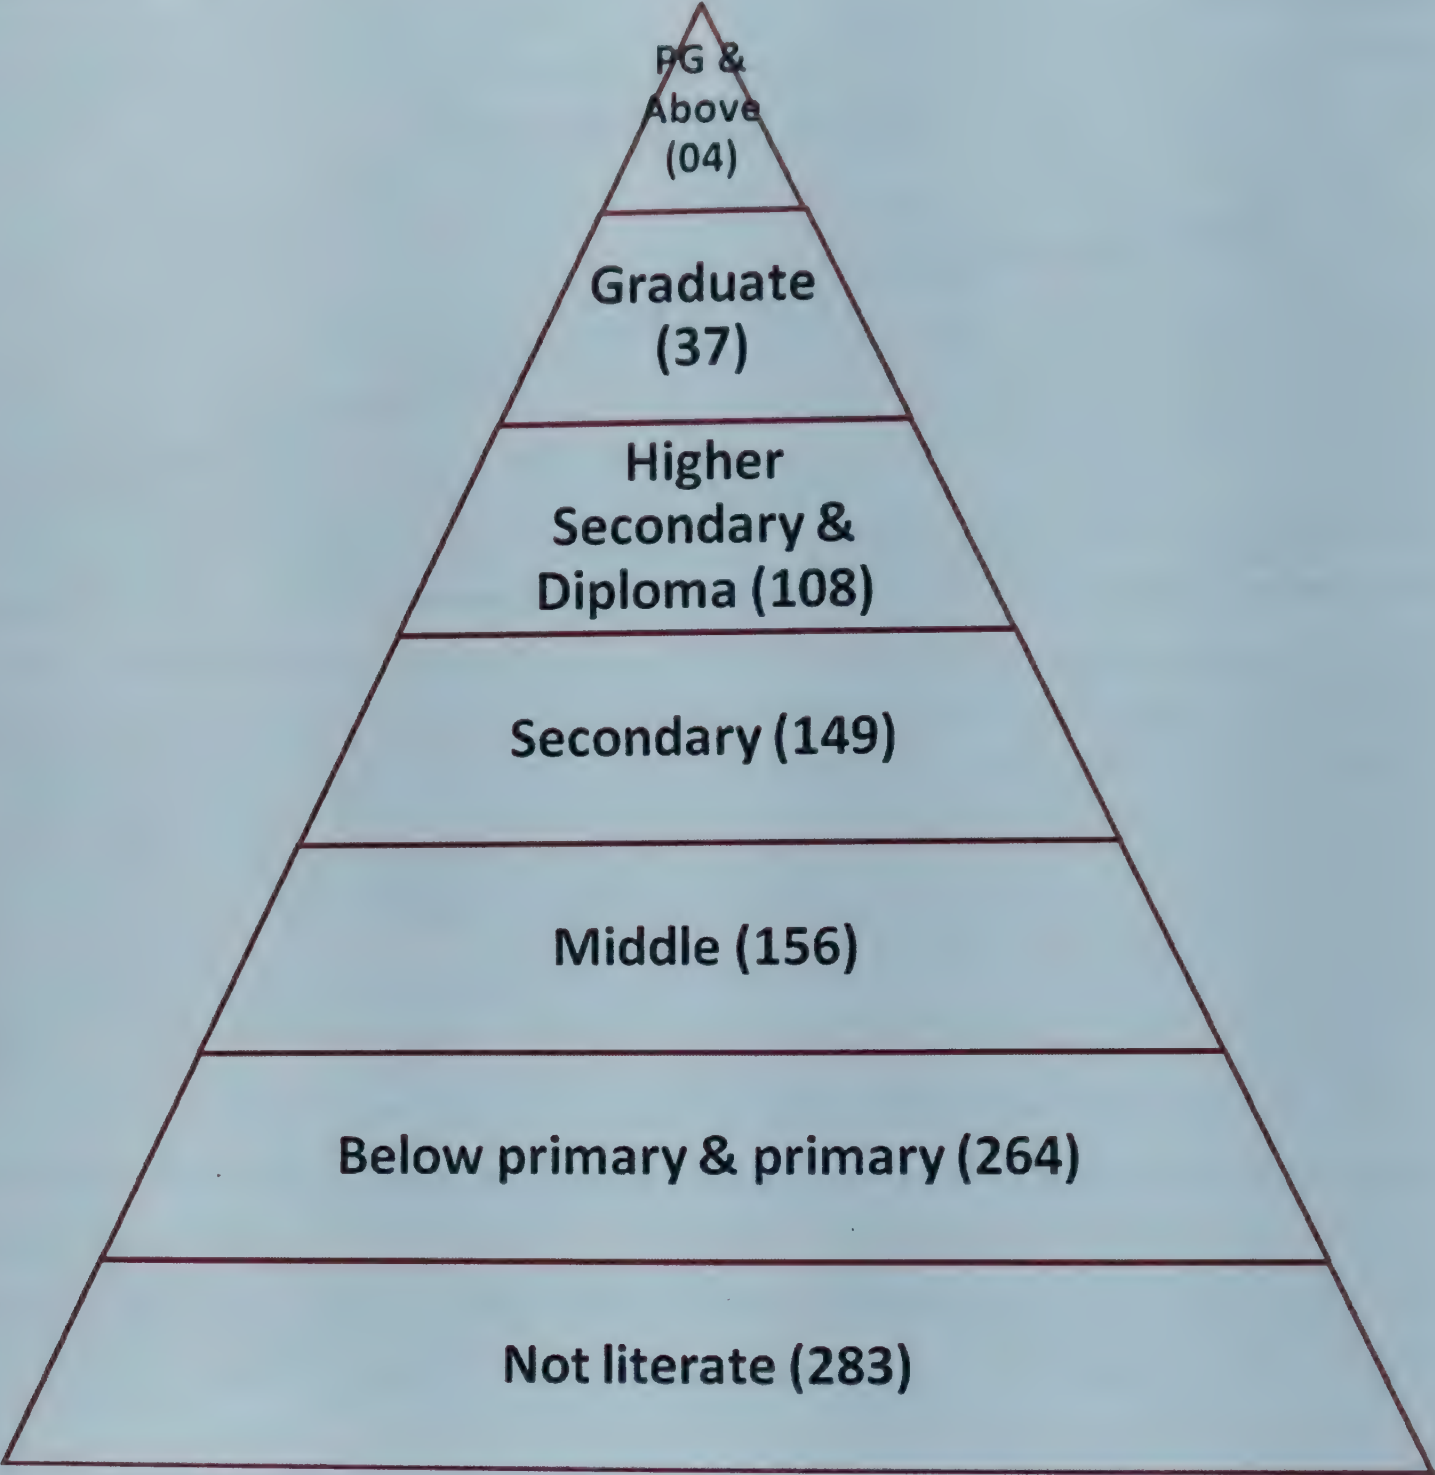 PG &
Above
(04)
Graduate
(37)
Higher
Secondary &
Diploma (108)
Secondary (149)
Middle (156)
Below primary & primary (264)
Not literate (283)